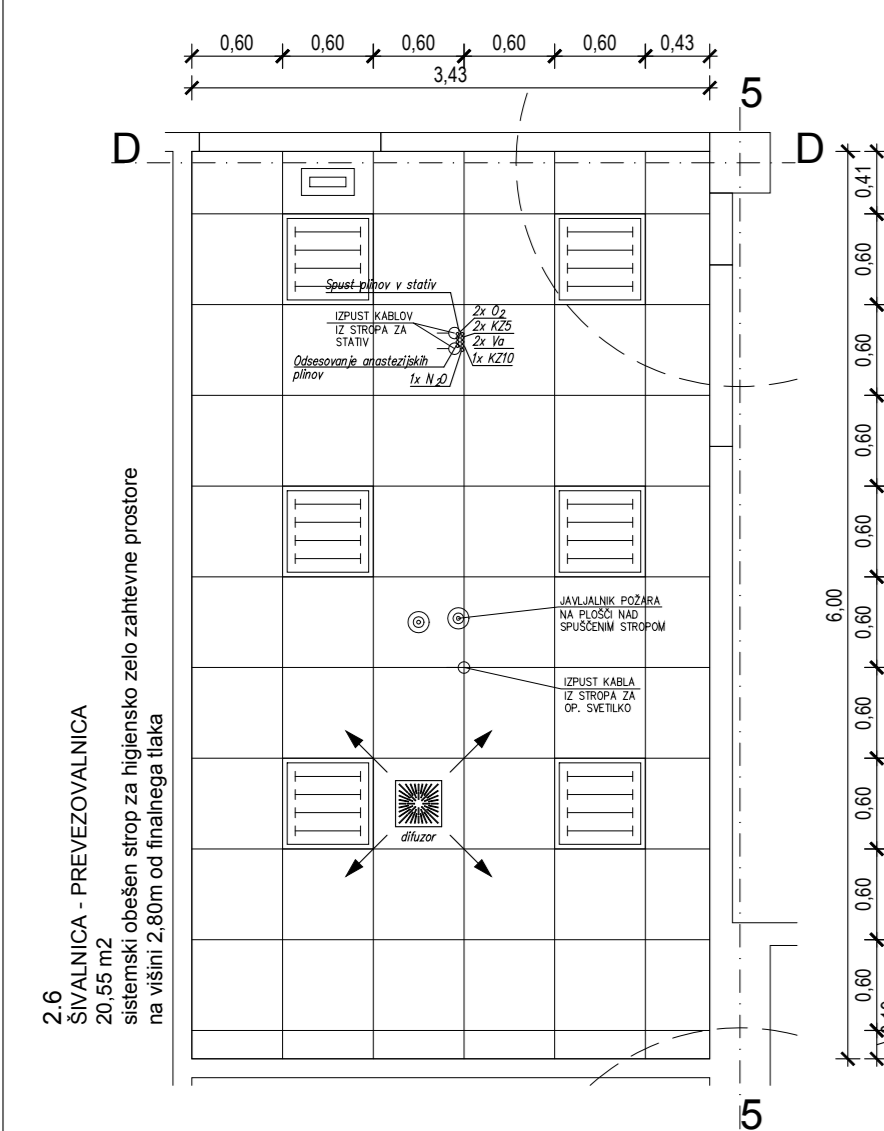 0,60 0,60 0,60 0,60 0,60 0,43
3,43
5
D D
0,41
0,60
0,60
0,60
0,60
0,60
0,60
0,60
0,60
0,60
6,00
Spust plinov v stativ
IZPUST KABLOV
IZ STROPA ZA
STATIV
Odsesovanje anastezijskih
plinov
1x N2O
2x O2
2x KZ5
2x Va
1x KZ10
JAVLJALNIK POŽARA
NA PLOŠČI NAD
SPUŠČENIM STROPOM
IZPUST KABLA
IZ STROPA ZA
OP. SVETILKO
difuzor
2.6
ŠIVALNICA - PREVEZOVALNICA
20,55 m2
sistemski obešen strop za higiensko zelo zahtevne prostore
na višini 2,80m od finalnega tlaka
5